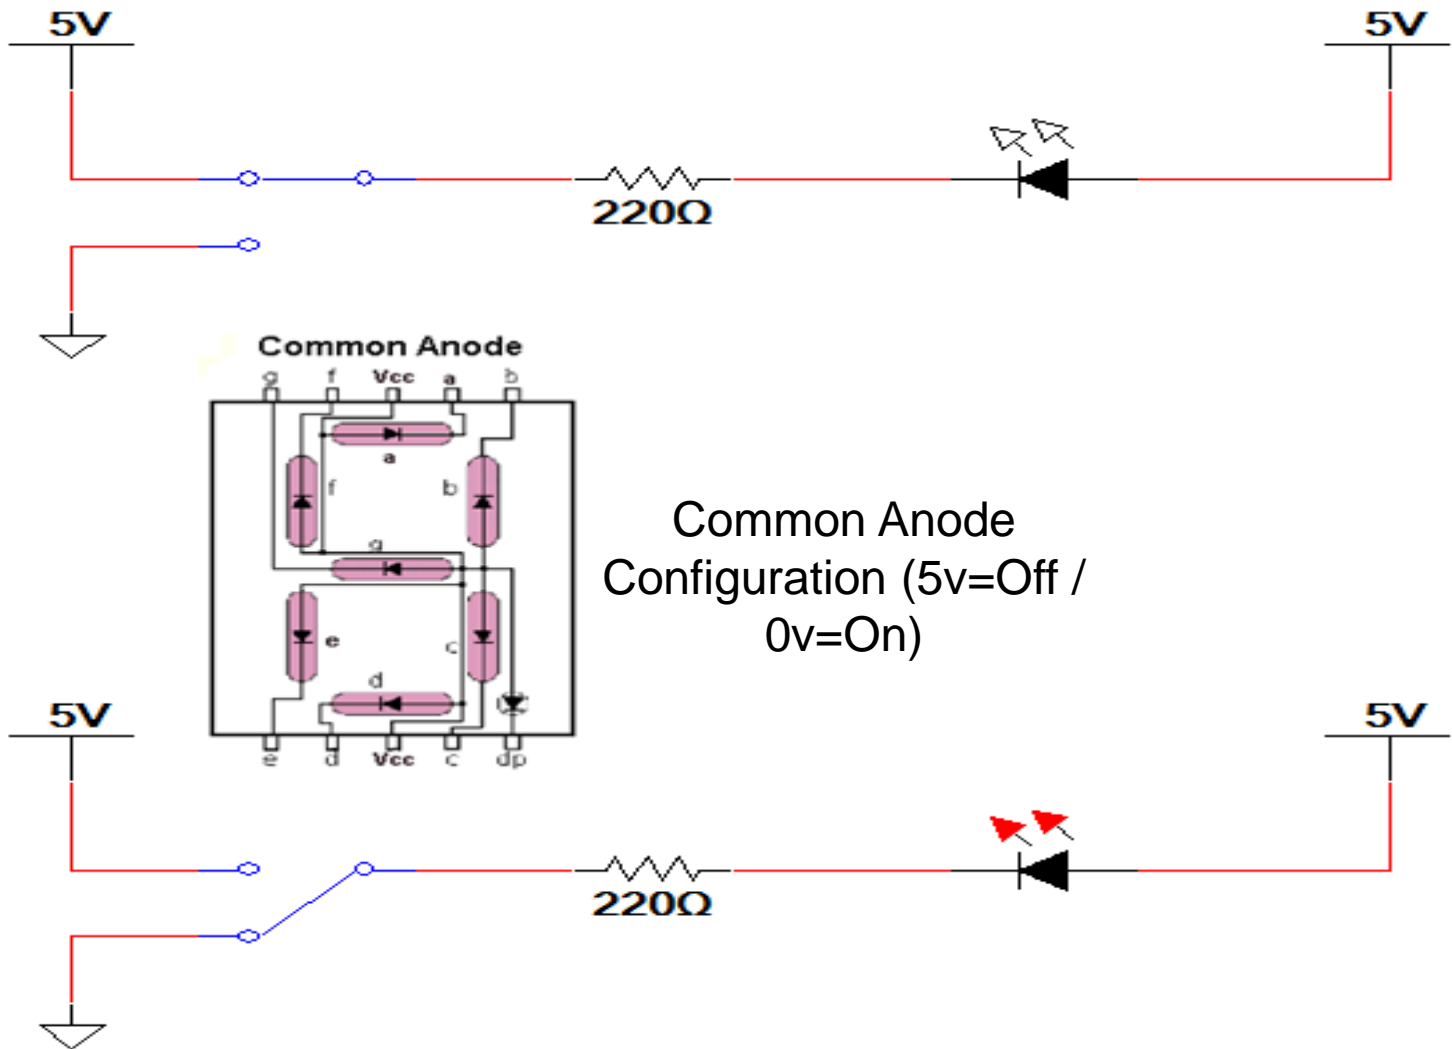 5V
5V
220Ω
Common Anode
g f Vcc a b
a
f
b
g
e
c
d
e d Vcc c dp
Common Anode
Configuration (5v=Off /
0v=On)
5V
5V
220Ω